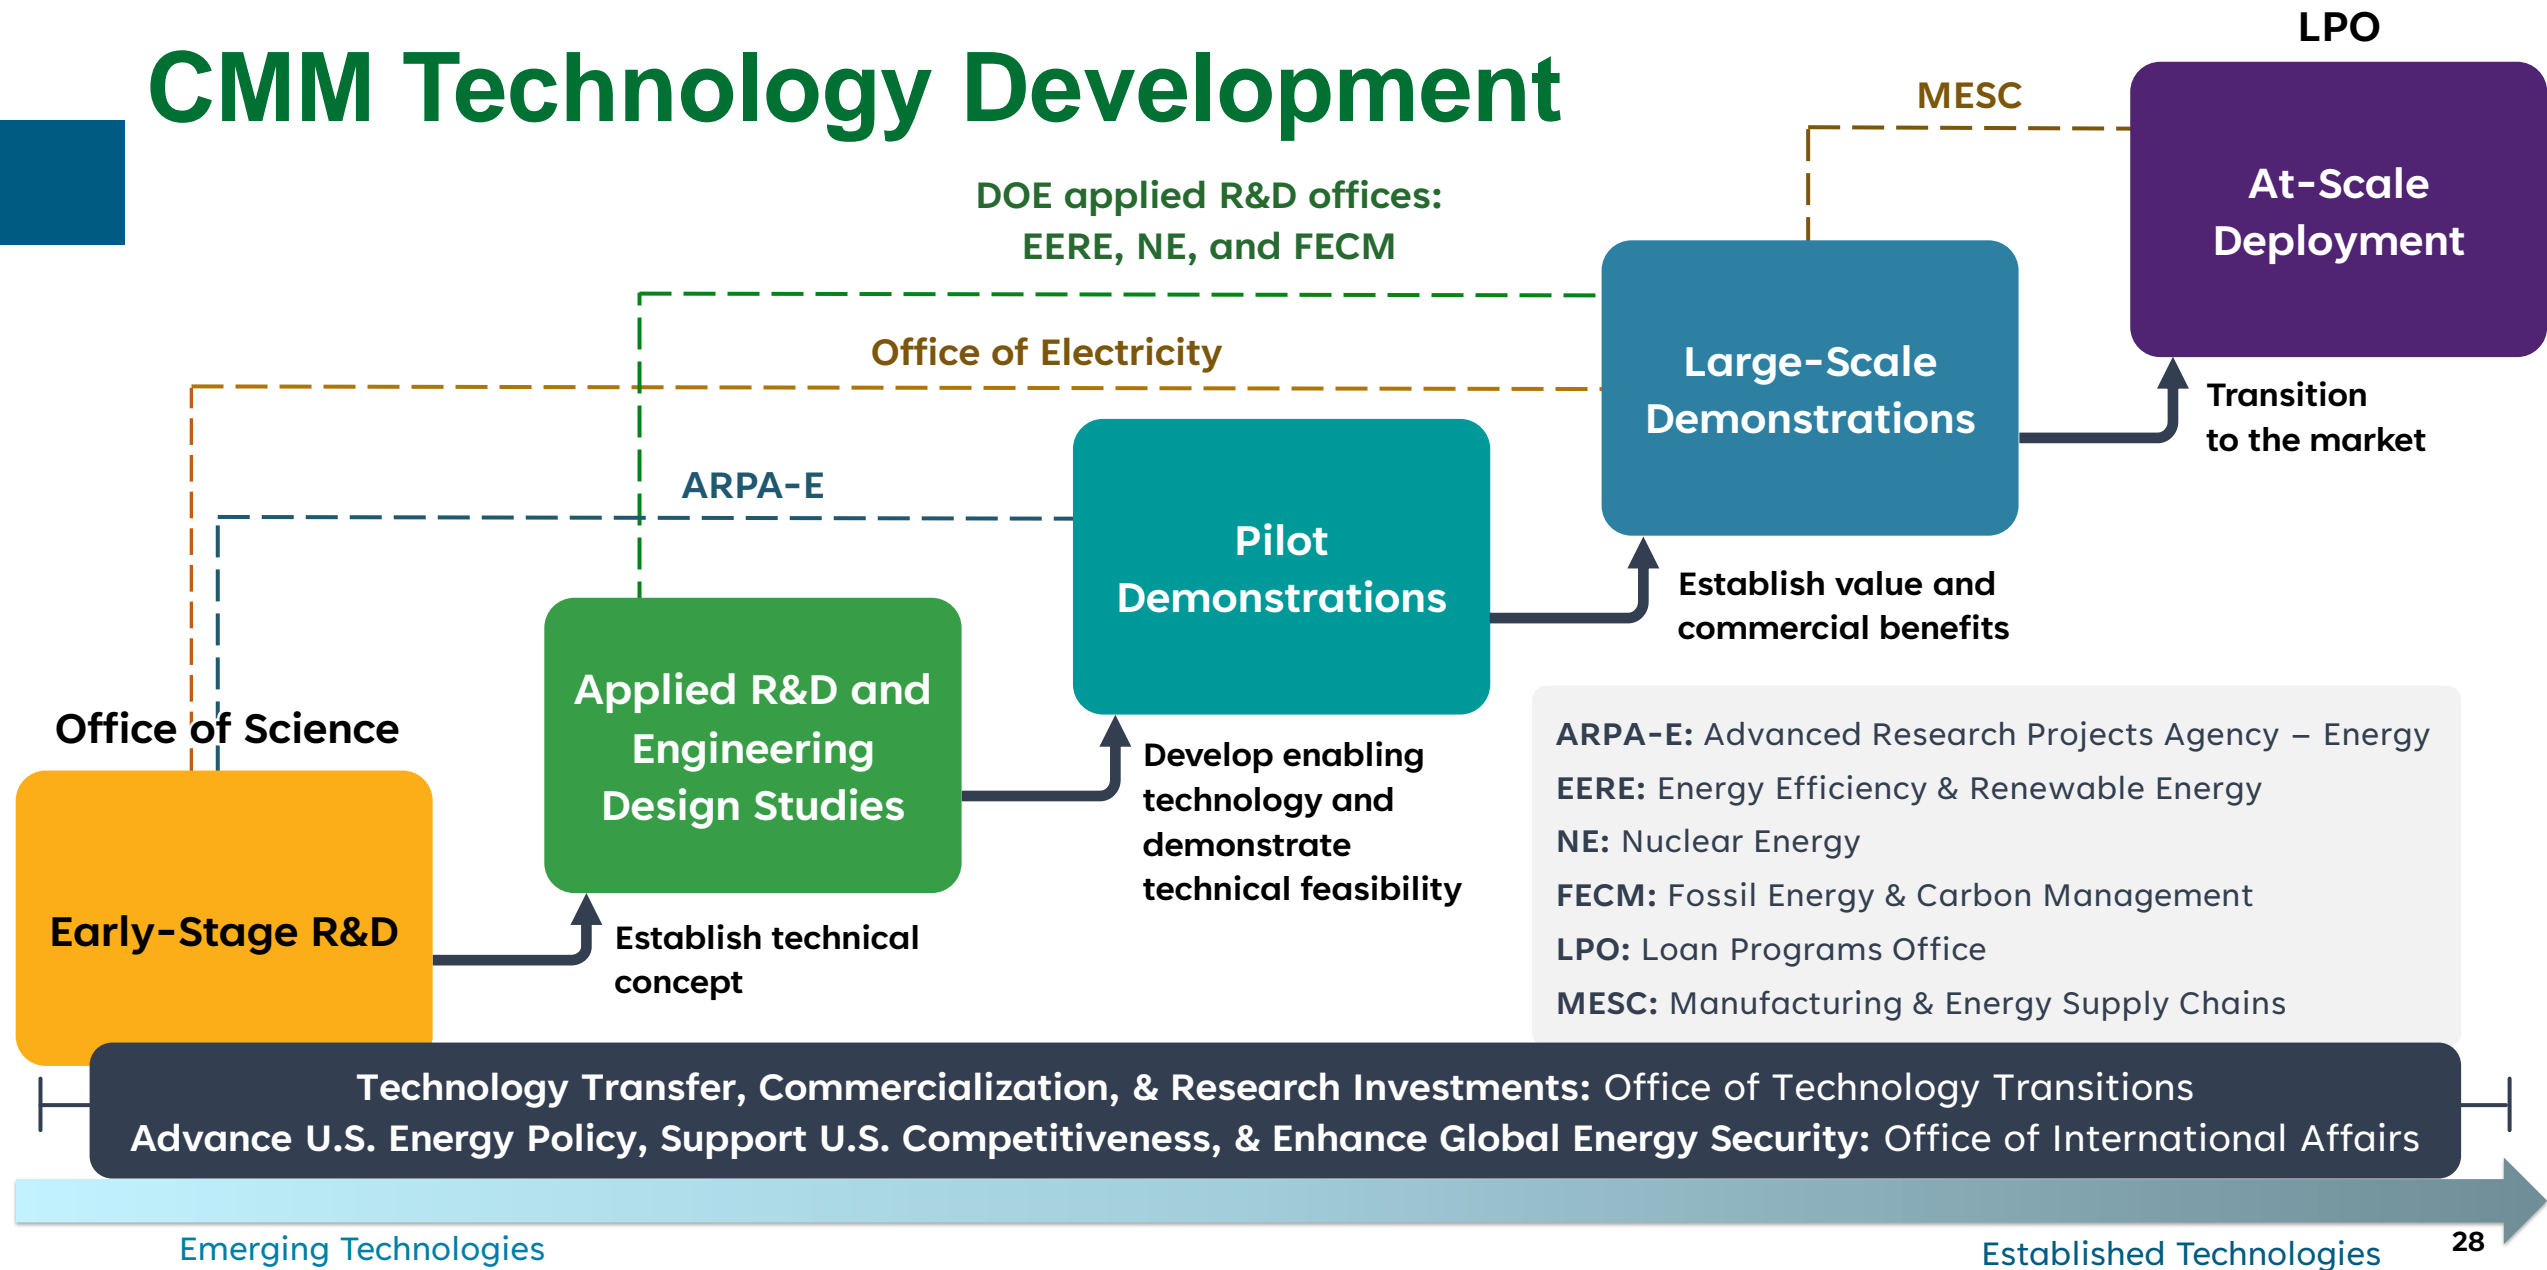 LPO
CMM Technology Development
MESC
At-Scale
Deployment
DOE applied R&D offices:
EERE, NE, and FECM
Office of Electricity
Large-Scale
Demonstrations
Transition
to the market
ARPA-E
Pilot
Demonstrations
Establish value and
commercial benefits
Office of Science
Applied R&D and
Engineering
Design Studies
Develop enabling
technology and
demonstrate
technical feasibility
Early-Stage R&D
Establish technical
concept
ARPA-E: Advanced Research Projects Agency – Energy
EERE: Energy Efficiency & Renewable Energy
NE: Nuclear Energy
FECM: Fossil Energy & Carbon Management
LPO: Loan Programs Office
MESC: Manufacturing & Energy Supply Chains
Technology Transfer, Commercialization, & Research Investments: Office of Technology Transitions
Advance U.S. Energy Policy, Support U.S. Competitiveness, & Enhance Global Energy Security: Office of International Affairs
Emerging Technologies
Established Technologies
28